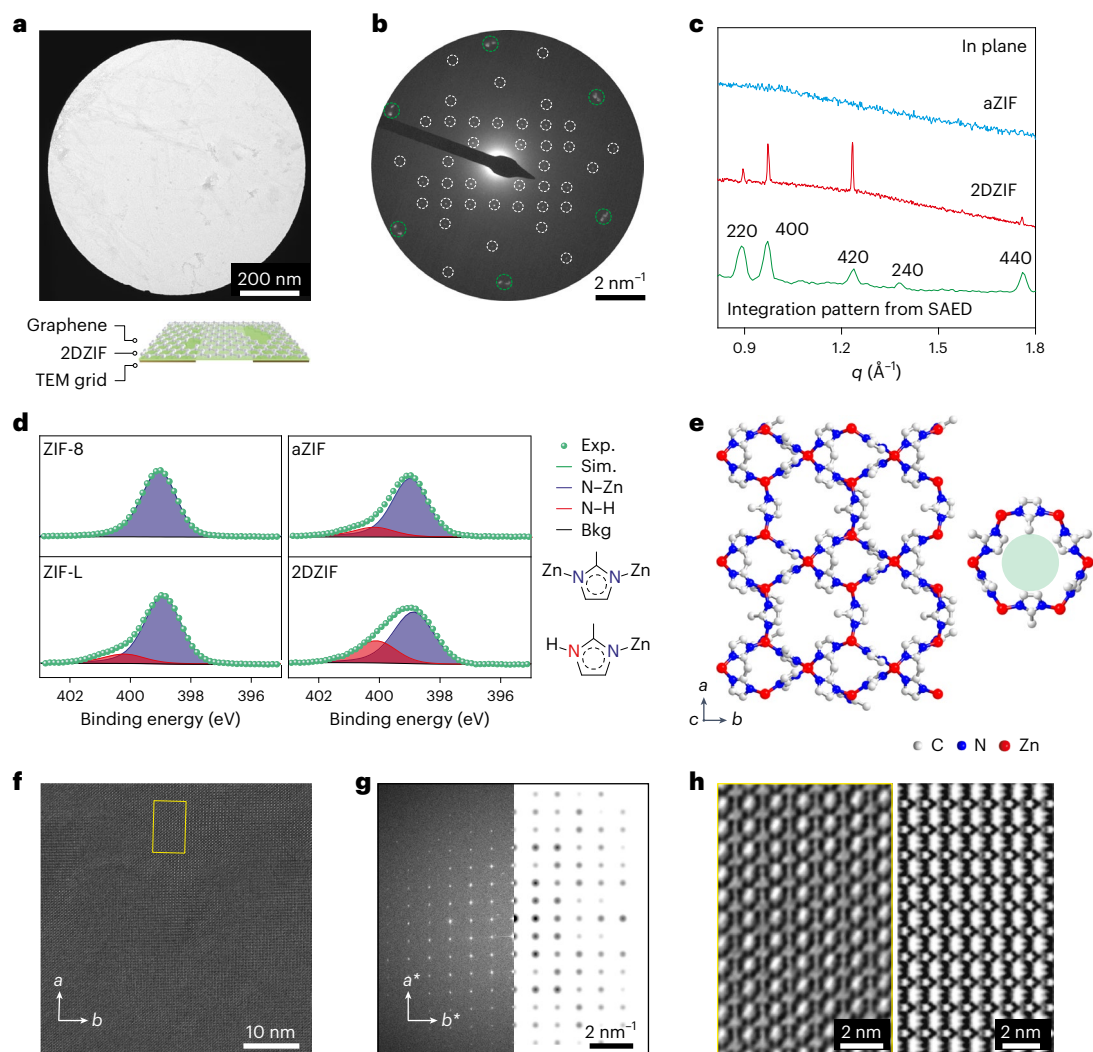 a
200 nm
Graphene
2DZIF
TEM grid
b
2 nm⁻¹
c
In plane
aZIF
2DZIF
220
400
420
240
440
Integration pattern from SAED
0.9 1.2 1.5 1.8
q (Å⁻¹)
d
ZIF-8
aZIF
ZIF-L
2DZIF
402 400 398 396
402 400 398 396
Binding energy (eV)
Binding energy (eV)
Exp.
Sim.
N–Zn
N–H
Bkg
Zn N N Zn
H N N Zn
e
a
c b
C N Zn
f
a
b
10 nm
g
a*
b*
2 nm⁻¹
h
2 nm
2 nm